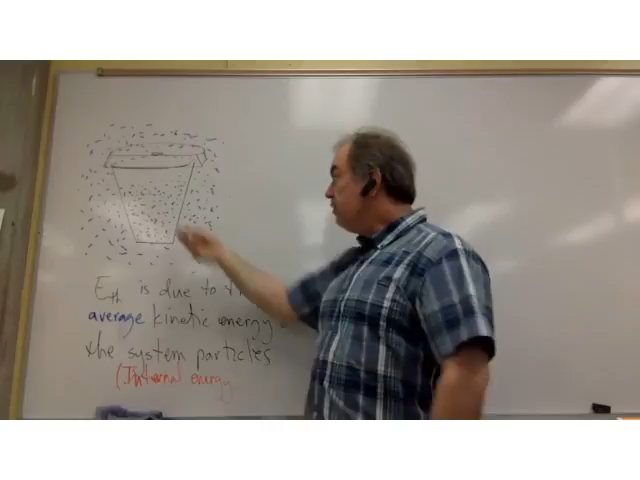 Eth is due to
average kinetic energy
the system particles
(Internal energy